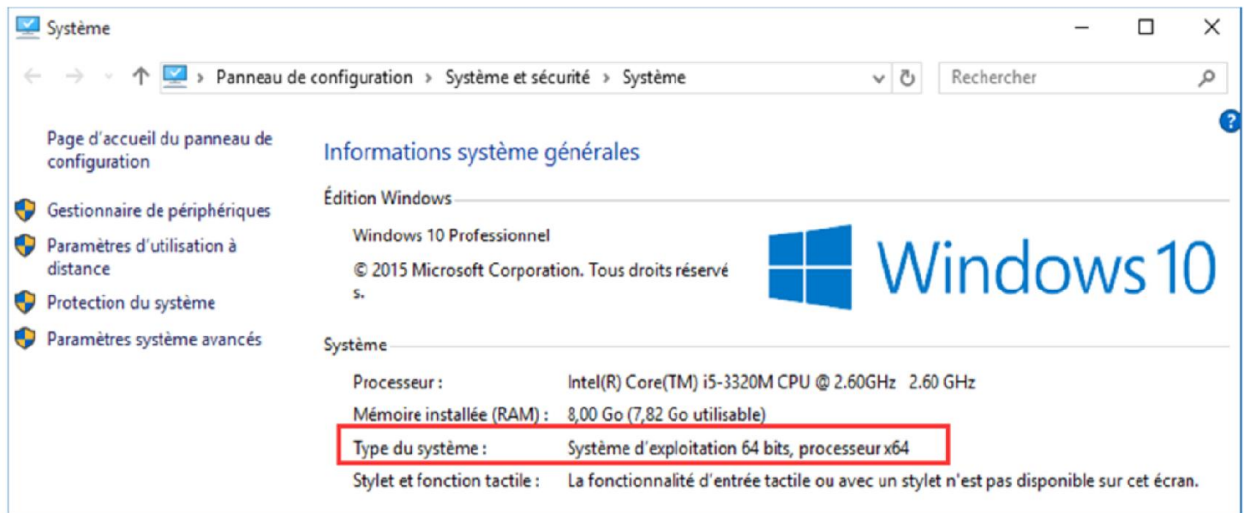 Système
Panneau de configuration › Système et sécurité › Système
Rechercher
?
Page d'accueil du panneau de
configuration
Gestionnaire de périphériques
Paramètres d'utilisation à
distance
Protection du système
Paramètres système avancés
Informations système générales
Édition Windows
Windows 10 Professionnel
© 2015 Microsoft Corporation. Tous droits réservé
s.
Windows 10
Système
Processeur : Intel(R) Core(TM) i5-3320M CPU @ 2.60GHz 2.60 GHz
Mémoire installée (RAM) : 8,00 Go (7,82 Go utilisable)
Type du système : Système d'exploitation 64 bits, processeur x64
Stylet et fonction tactile : La fonctionnalité d'entrée tactile ou avec un stylet n'est pas disponible sur cet écran.